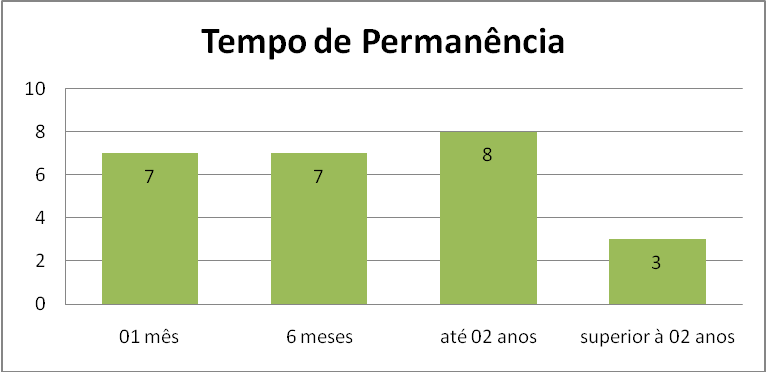 Tempo de Permanência
10
8
6
4
2
0
7
7
8
3
01 mês
6 meses
até 02 anos
superior à 02 anos